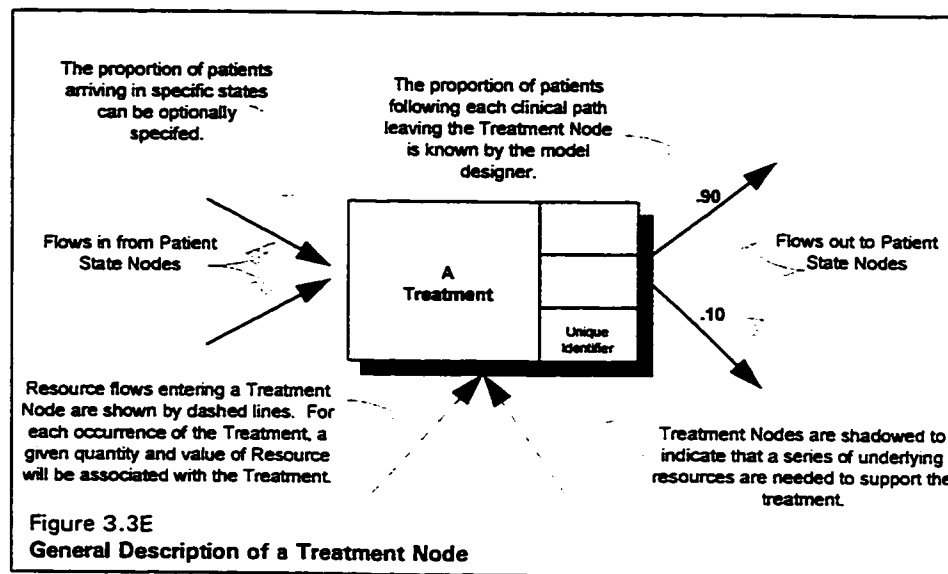 The proportion of patients
arriving in specific states
can be optionally
specifed.
The proportion of patients
following each clinical path
leaving the Treatment Node
is known by the model
designer.
.90
Flows in from Patient
State Nodes
A
Treatment
Flows out to Patient
State Nodes
.10
Unique
Identifier
Resource flows entering a Treatment
Node are shown by dashed lines. For
each occurrence of the Treatment, a
given quantity and value of Resource
will be associated with the Treatment.
Treatment Nodes are shadowed to
indicate that a series of underlying
resources are needed to support the
treatment.
Figure 3.3E
General Description of a Treatment Node